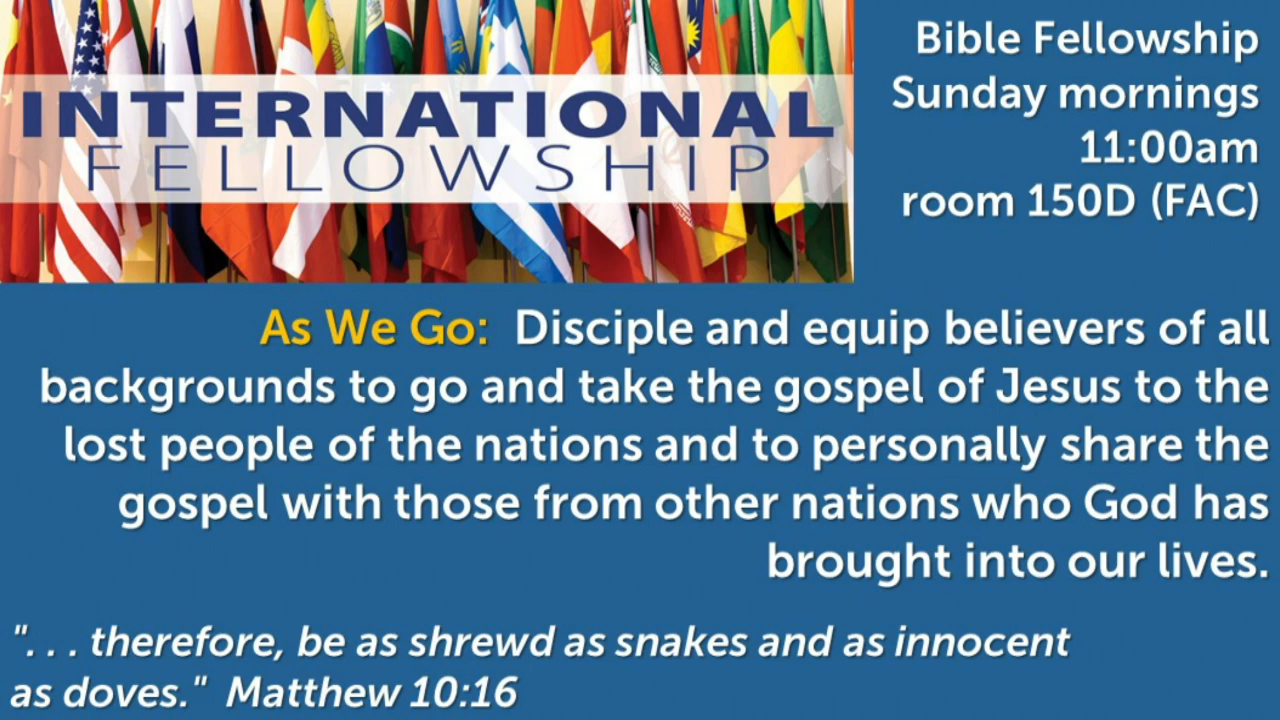 INTERNATIONAL
FELLOWSHIP
Bible Fellowship
Sunday mornings
11:00am
room 150D (FAC)
As We Go: Disciple and equip believers of all
backgrounds to go and take the gospel of Jesus to the
lost people of the nations and to personally share the
gospel with those from other nations who God has
brought into our lives.
". . . therefore, be as shrewd as snakes and as innocent
as doves." Matthew 10:16